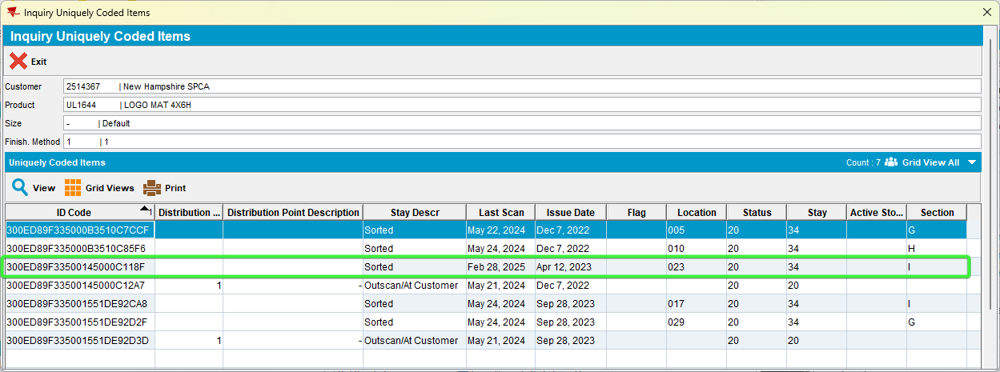 Inquiry Uniquely Coded Items
Inquiry Uniquely Coded Items
Exit
Customer 2514367 | New Hampshire SPCA
Product UL1644 | LOGO MAT 4X6H
Size - | Default
Finish. Method 1 | 1
Uniquely Coded Items Count : 7 Grid View All
View Grid Views Print
ID Code 1 Distribution ... Distribution Point Description Stay Descr Last Scan Issue Date Flag Location Status Stay Active Sto... Section
300ED89F335000B3510C7CCF Sorted May 22, 2024 Dec 7, 2022 005 20 34 G
300ED89F335000B3510C85F6 Sorted May 24, 2024 Dec 7, 2022 010 20 34 H
300ED89F33500145000C118F Sorted Feb 28, 2025 Apr 12, 2023 023 20 34 I
300ED89F33500145000C12A7 1 - Outscan/At Customer May 21, 2024 Dec 7, 2022 20 20
300ED89F335001551DE92CA8 Sorted May 24, 2024 Sep 28, 2023 017 20 34 I
300ED89F335001551DE92D2F Sorted May 24, 2024 Sep 28, 2023 029 20 34 G
300ED89F335001551DE92D3D 1 - Outscan/At Customer May 21, 2024 Sep 28, 2023 20 20